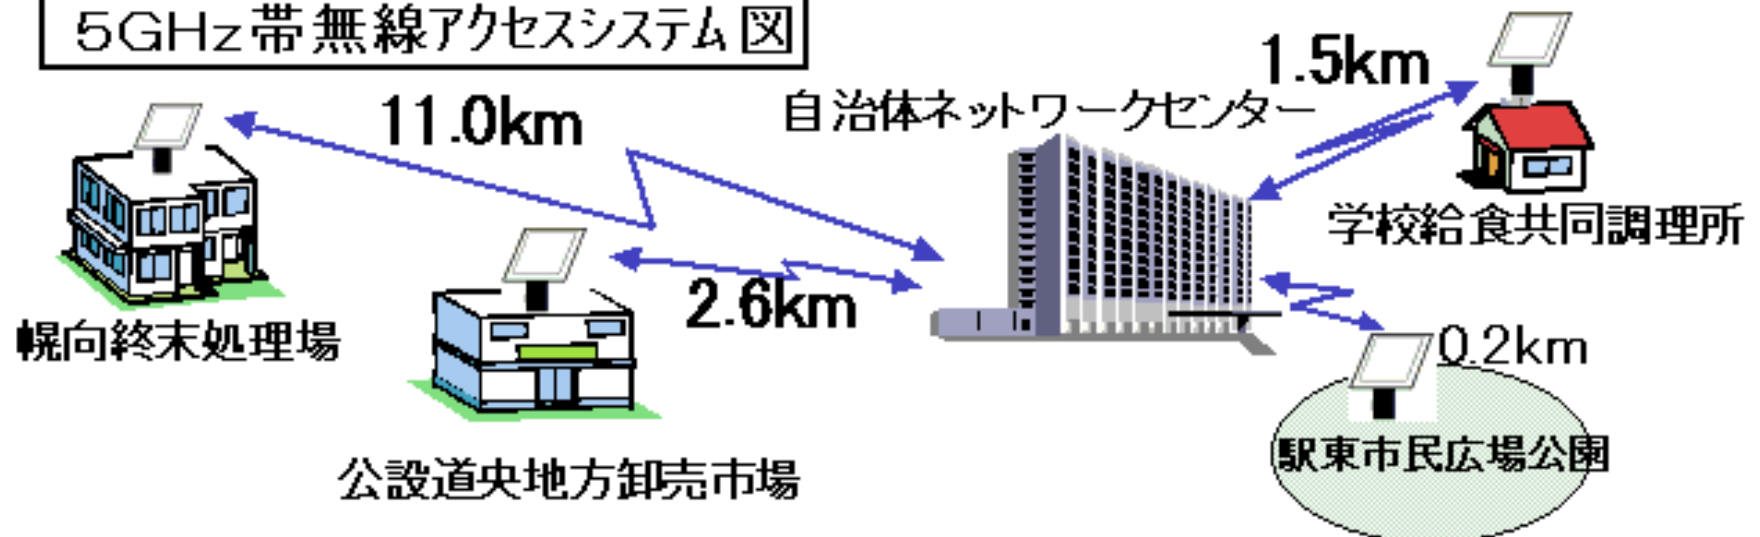 5GHz帯無線アクセスシステム図
11.0km
自治体ネットワークセンター
1.5km
学校給食共同調理所
2.6km
幌向終末処理場
0.2km
駅東市民広場公園
公設道央地方卸売市場